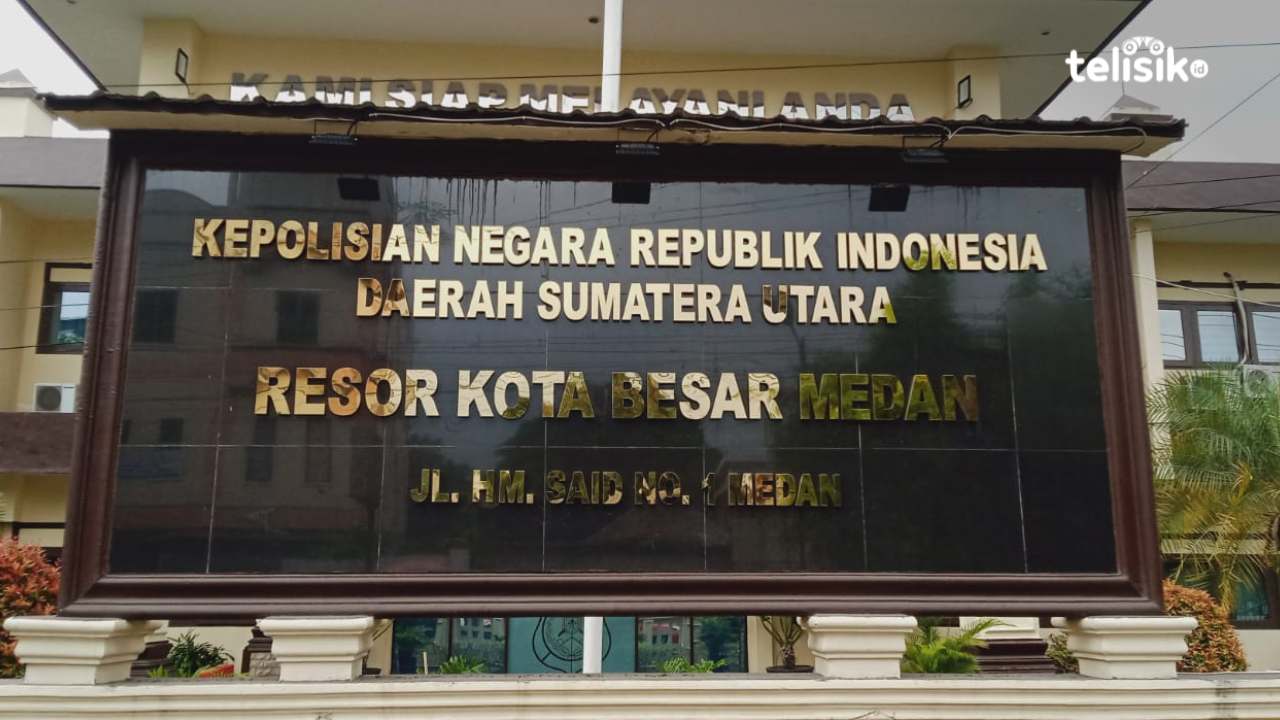 telisik.id
KAMI SIAP MELAYANI ANDA
KEPOLISIAN NEGARA REPUBLIK INDONESIA
DAERAH SUMATERA UTARA
RESOR KOTA BESAR MEDAN
JL. HM. SAID NO. 1 MEDAN